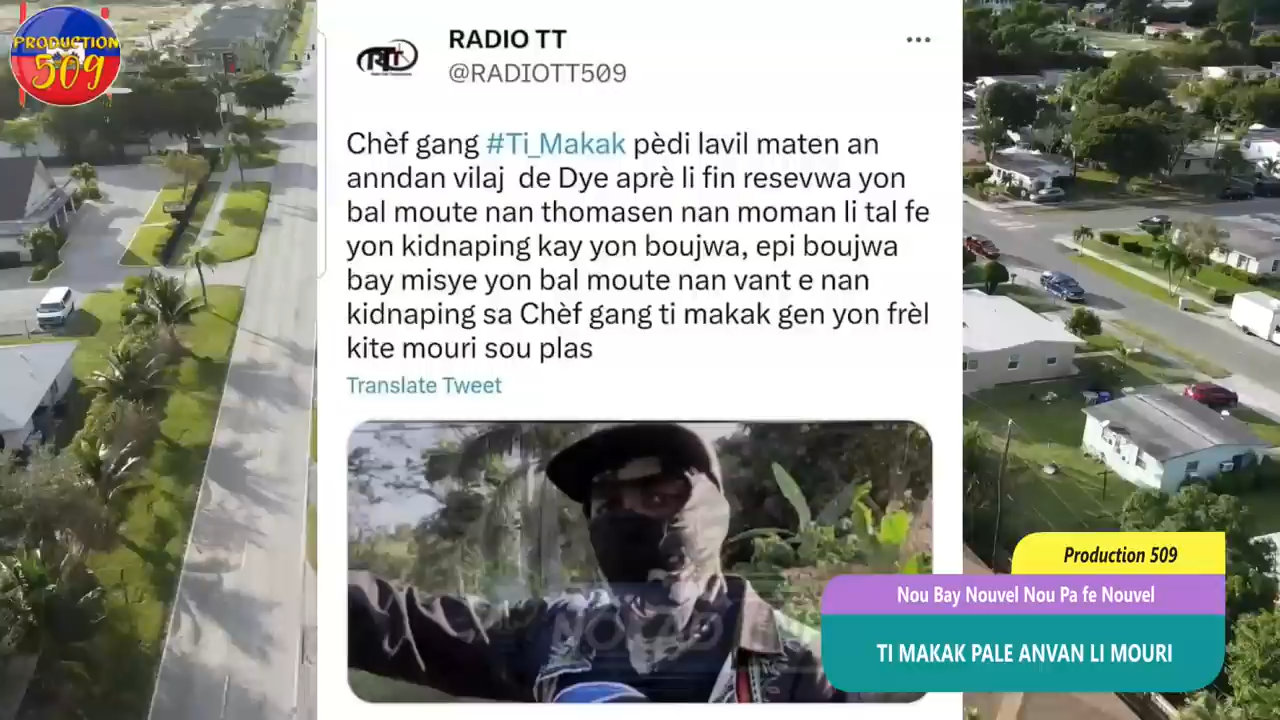 PRODUCTION
509
RADIO TT
@RADIOTT509
Chèf gang #Ti_Makak pèdi lavil maten an
anndan vilaj de Dye aprè li fin resevwa yon
bal moute nan thomasen nan moman li tal fe
yon kidnaping kay yon boujwa, epi boujwa
bay misye yon bal moute nan vant e nan
kidnaping sa Chèf gang ti makak gen yon frèl
kite mouri sou plas
Translate Tweet
Production 509
Nou Bay Nouvel Nou Pa fe Nouvel
TI MAKAK PALE ANVAN LI MOURI